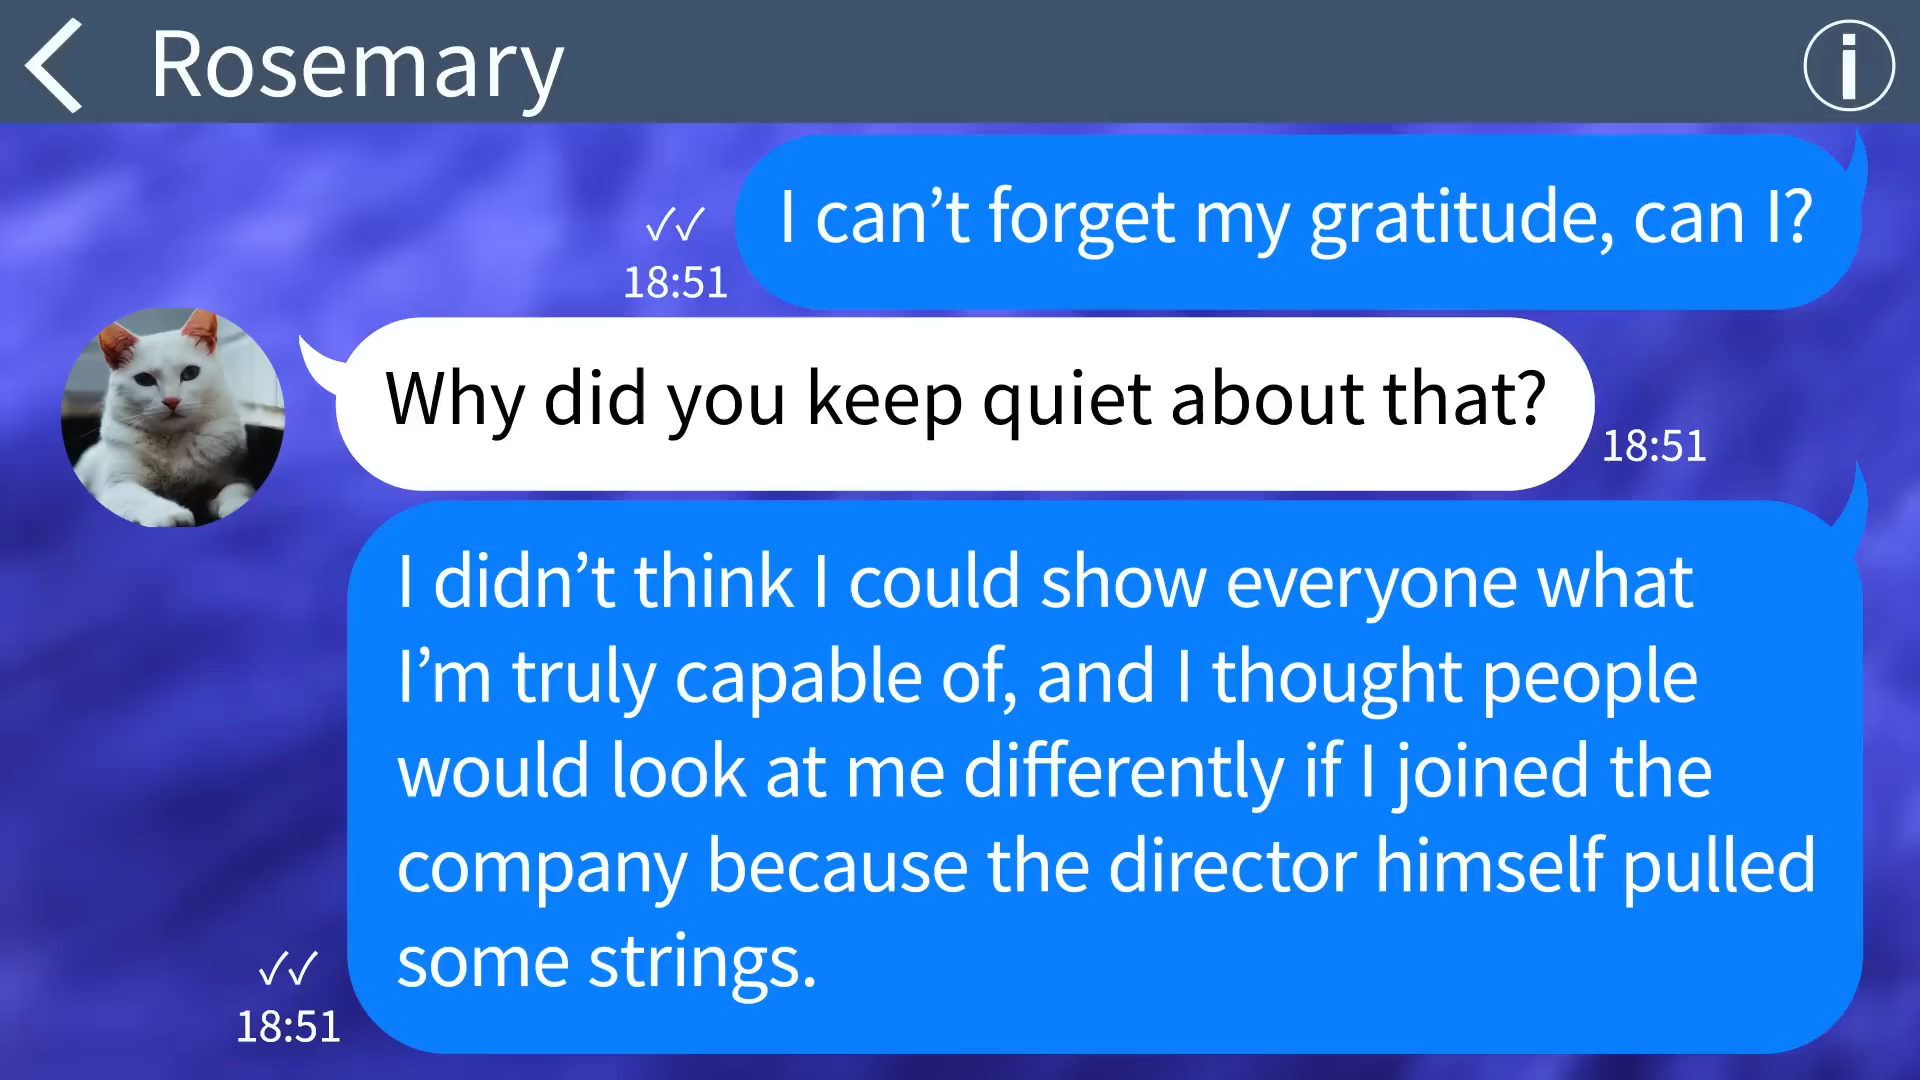 Rosemary
I can’t forget my gratitude, can I?
18:51
Why did you keep quiet about that?
18:51
I didn’t think I could show everyone what
I’m truly capable of, and I thought people
would look at me differently if I joined the
company because the director himself pulled
some strings.
18:51